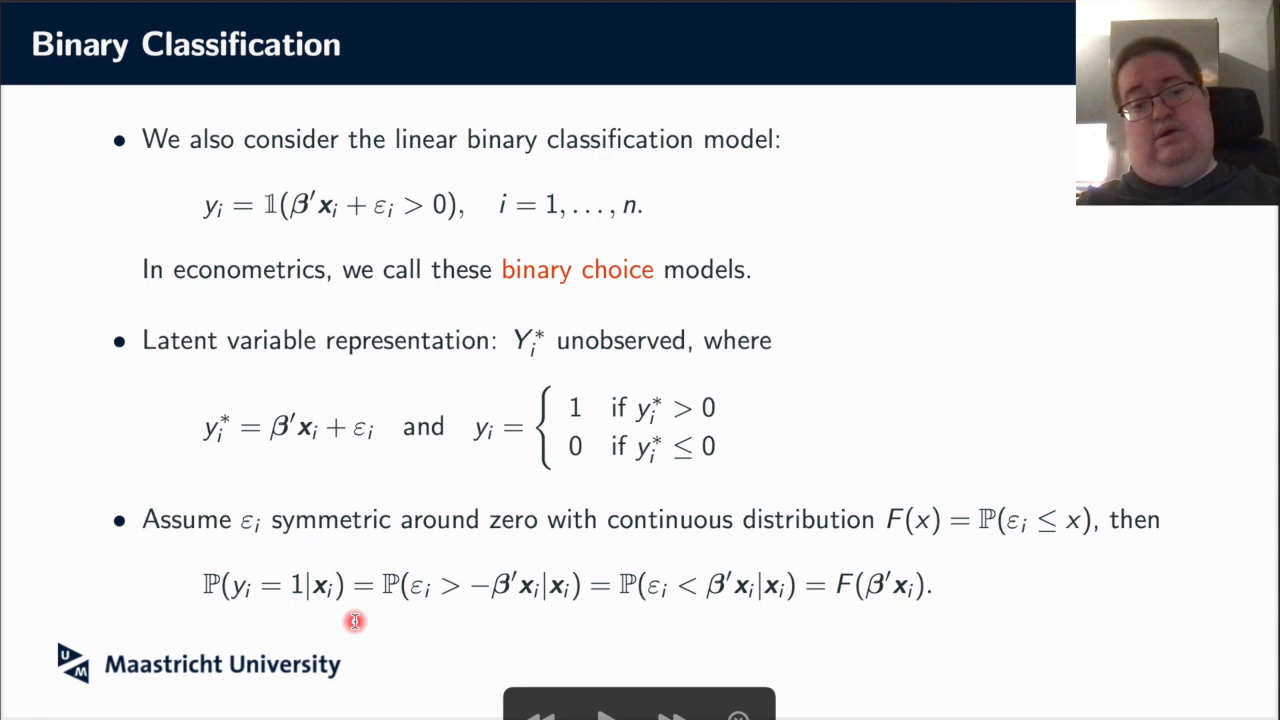 Binary Classification
• We also consider the linear binary classification model:
yᵢ = 𝟙(β′xᵢ + εᵢ > 0), i = 1, . . . , n.
In econometrics, we call these binary choice models.
• Latent variable representation: Yᵢ* unobserved, where
yᵢ* = β′xᵢ + εᵢ and yᵢ = { 1 if yᵢ* > 0
0 if yᵢ* ≤ 0
• Assume εᵢ symmetric around zero with continuous distribution F(x) = ℙ(εᵢ ≤ x), then
ℙ(yᵢ = 1|xᵢ) = ℙ(εᵢ > −β′xᵢ|xᵢ) = ℙ(εᵢ < β′xᵢ|xᵢ) = F(β′xᵢ).
UM Maastricht University